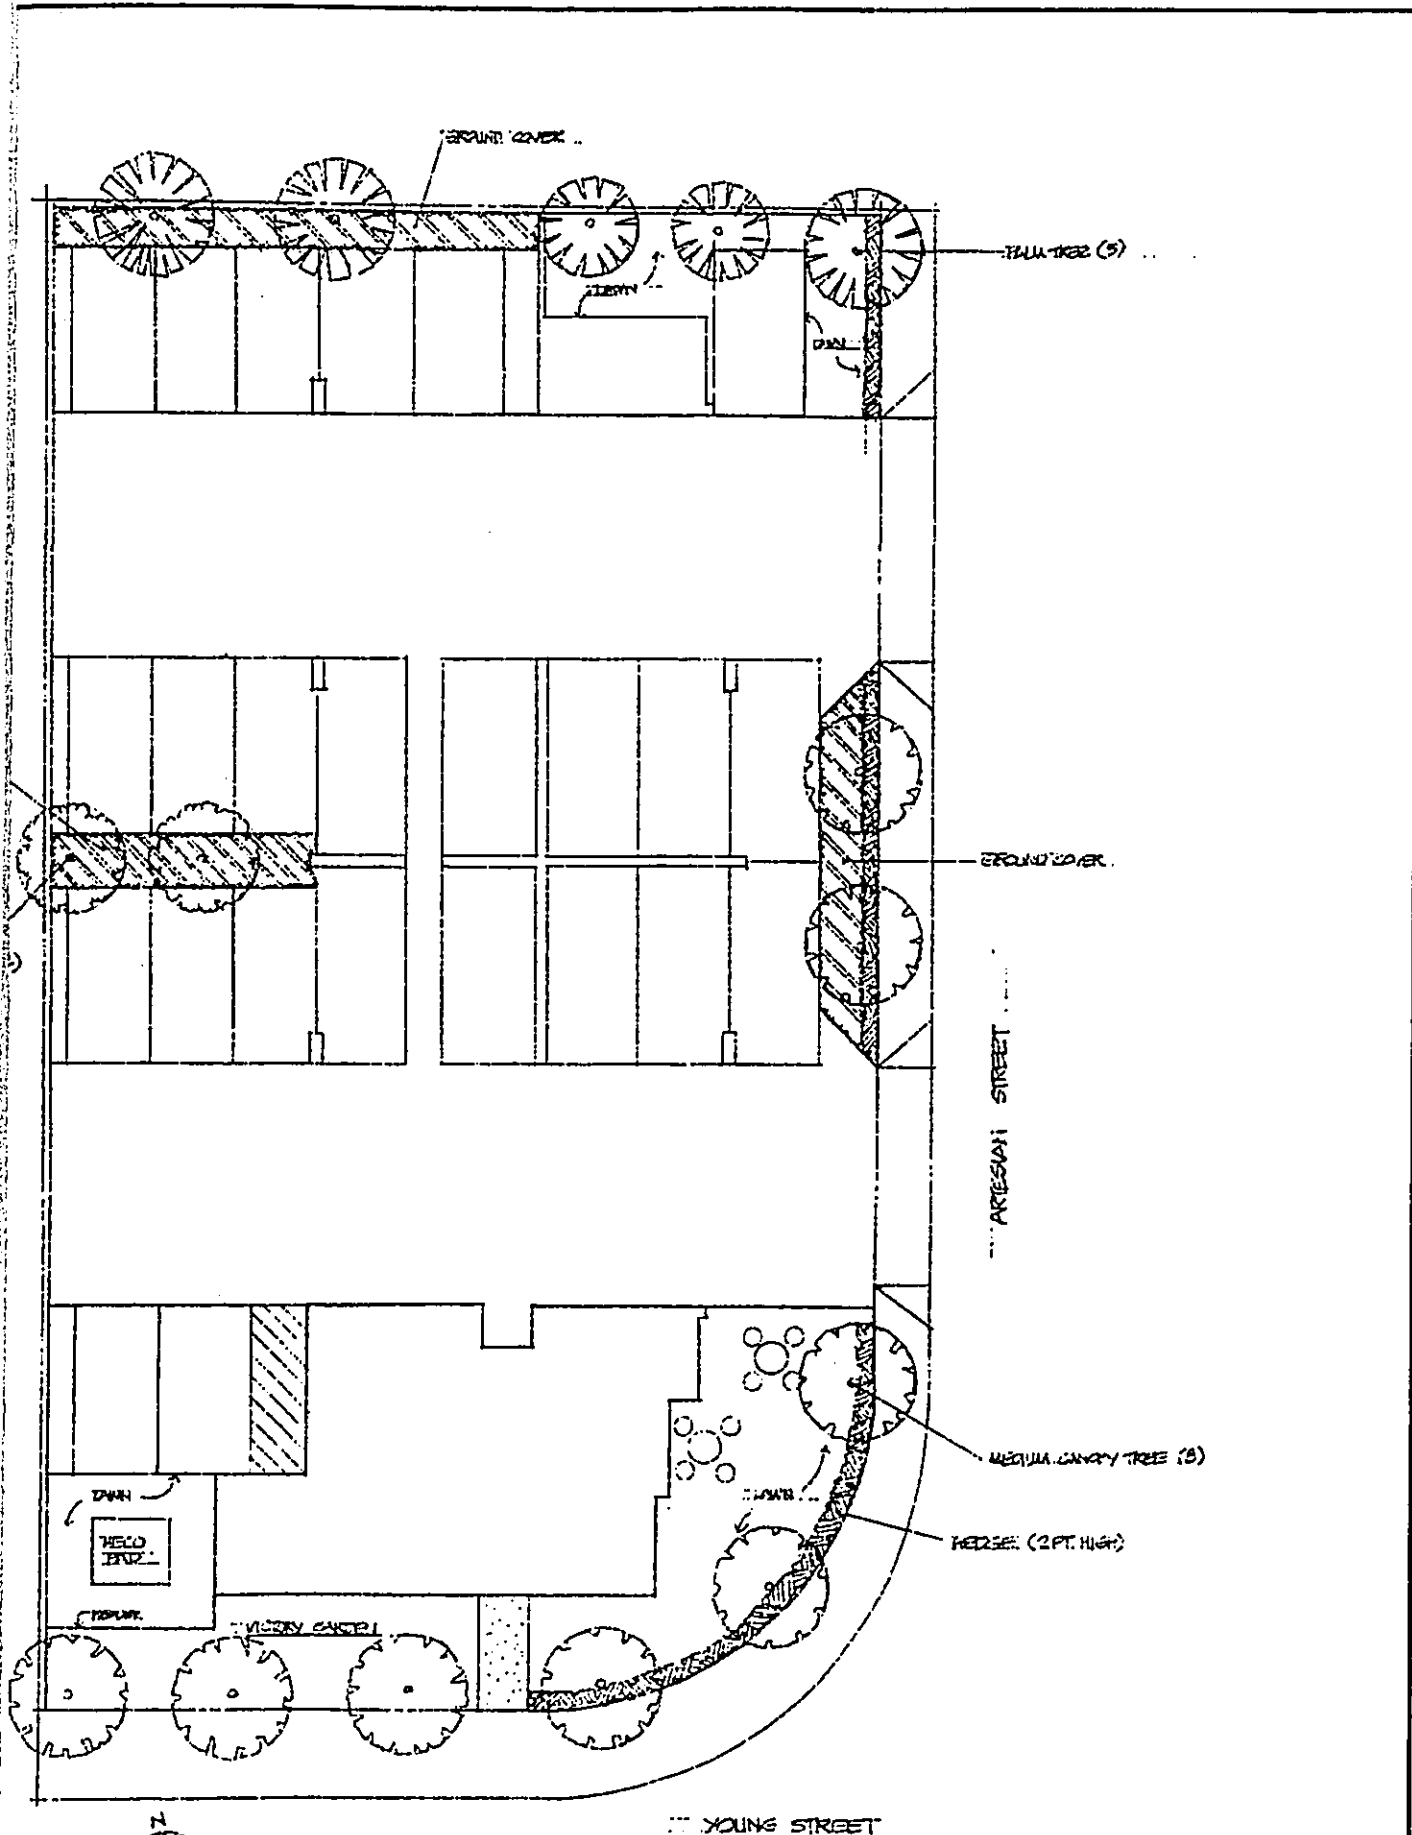 GROUND COVER
PALM TREE (5)
LAWN
LAWN
GROUND COVER
ARTESIAN STREET
MEDIUM CANOPY TREE (8)
LAWN
LAWN
HECO
HEDGE (2 FT. HIGH)
N
YOUNG STREET